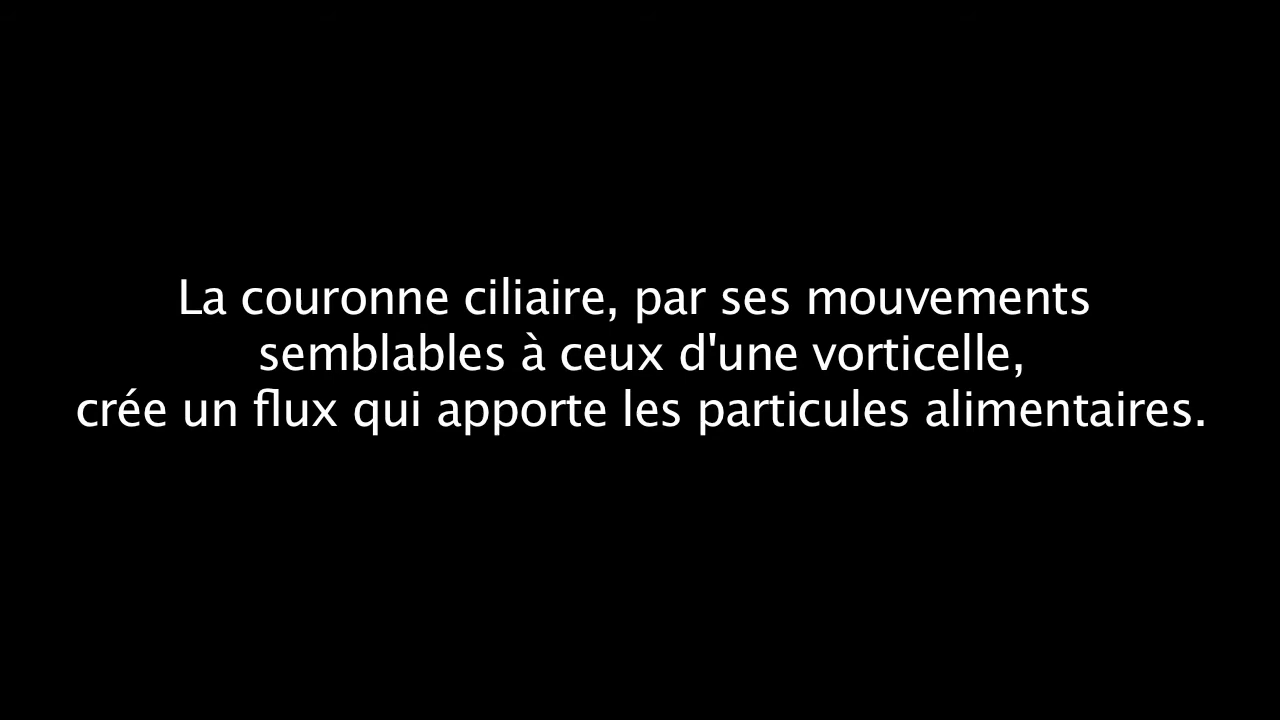 La couronne ciliaire, par ses mouvements
semblables à ceux d'une vorticelle,
crée un flux qui apporte les particules alimentaires.